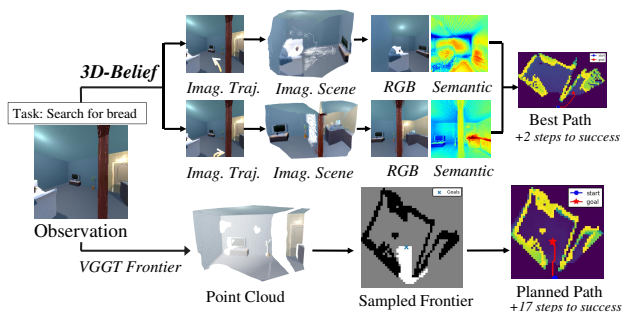 3D-Belief
Imag. Traj.
Imag. Scene
RGB
Semantic
Task: Search for bread
Best Path
+2 steps to success
Imag. Traj.
Imag. Scene
RGB
Semantic
Observation
VGGT Frontier
Goals
start
goal
Point Cloud
Sampled Frontier
Planned Path
+17 steps to success